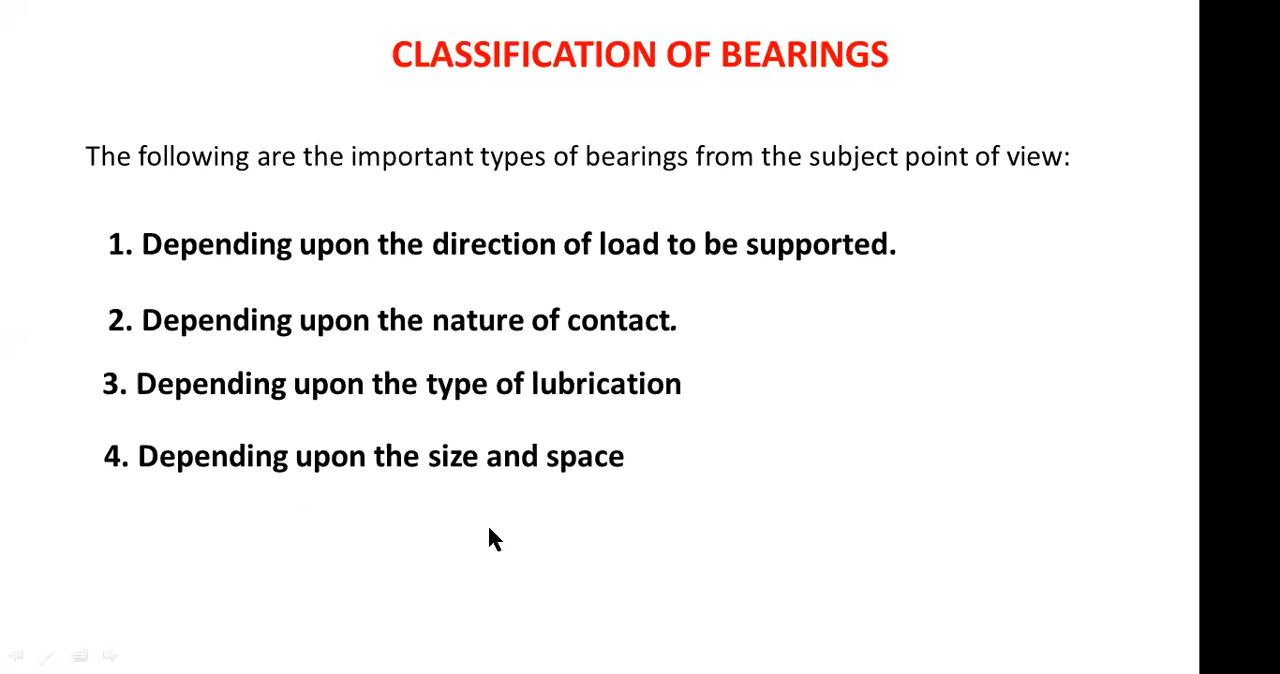 CLASSIFICATION OF BEARINGS
The following are the important types of bearings from the subject point of view:
1. Depending upon the direction of load to be supported.
2. Depending upon the nature of contact.
3. Depending upon the type of lubrication
4. Depending upon the size and space